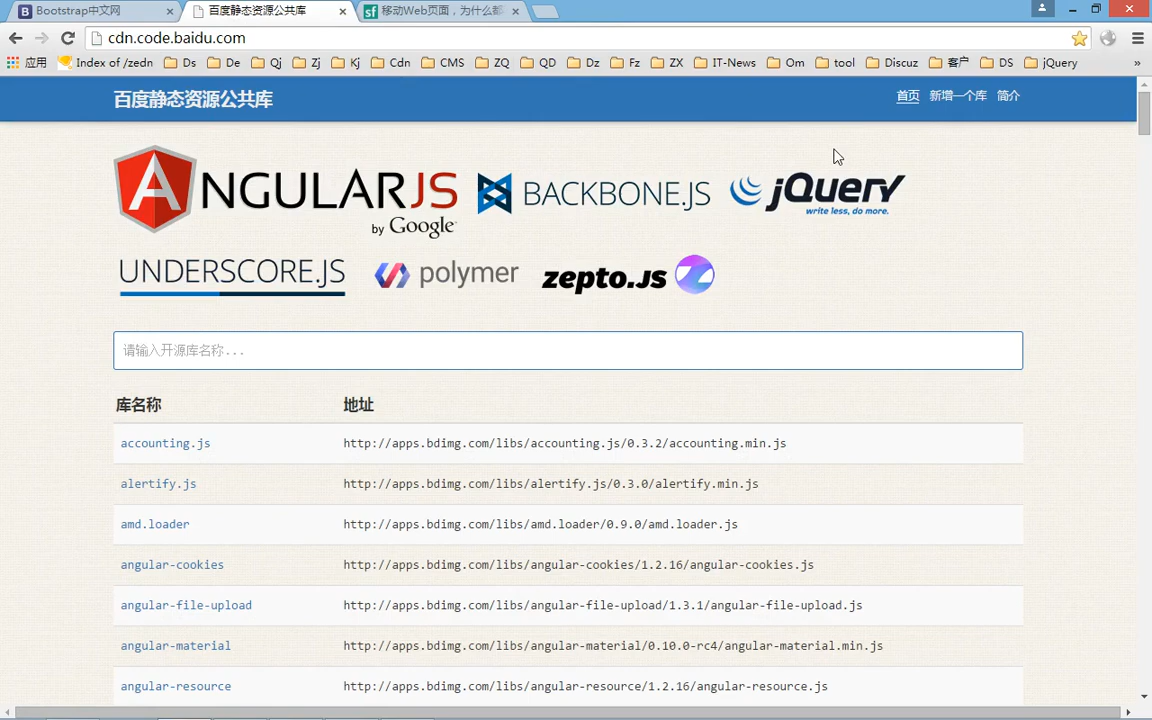 Bootstrap中文网
百度静态资源公共库
移动Web页面，为什么都
cdn.code.baidu.com
应用 Index of /zedn Ds De Qj Zj Kj Cdn CMS ZQ QD Dz Fz ZX IT-News Om tool Discuz 客户 DS jQuery »
百度静态资源公共库
首页 新增一个库 简介
ANGULARJS
by Google
BACKBONE.JS
jQuery
write less, do more.
UNDERSCORE.JS
polymer
zepto.JS
请输入开源库名称...
库名称 地址
accounting.js http://apps.bdimg.com/libs/accounting.js/0.3.2/accounting.min.js
alertify.js http://apps.bdimg.com/libs/alertify.js/0.3.0/alertify.min.js
amd.loader http://apps.bdimg.com/libs/amd.loader/0.9.0/amd.loader.js
angular-cookies http://apps.bdimg.com/libs/angular-cookies/1.2.16/angular-cookies.js
angular-file-upload http://apps.bdimg.com/libs/angular-file-upload/1.3.1/angular-file-upload.js
angular-material http://apps.bdimg.com/libs/angular-material/0.10.0-rc4/angular-material.min.js
angular-resource http://apps.bdimg.com/libs/angular-resource/1.2.16/angular-resource.js